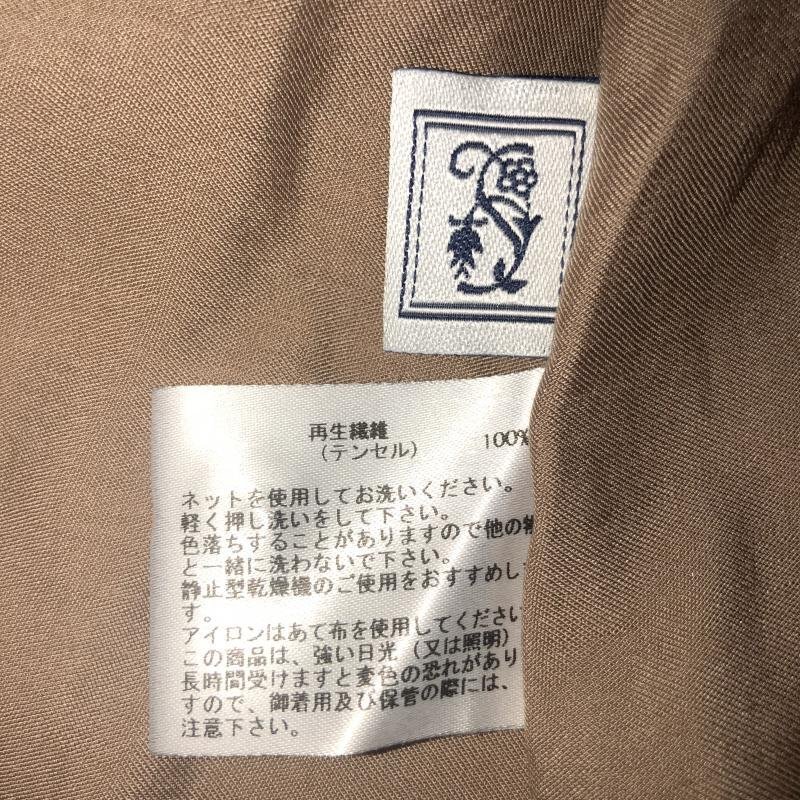 再生繊維
（テンセル） 100%
ネットを使用してお洗いください。
軽く押し洗いをして下さい。
色落ちすることがありますので他の物
と一緒に洗わないで下さい。
静止型乾燥機のご使用をおすすめし
す。
アイロンはあて布を使用してください
この商品は、強い日光（又は照明）
長時間受けますと変色の恐れがあり
すので、御着用及び保管の際には、
注意下さい。